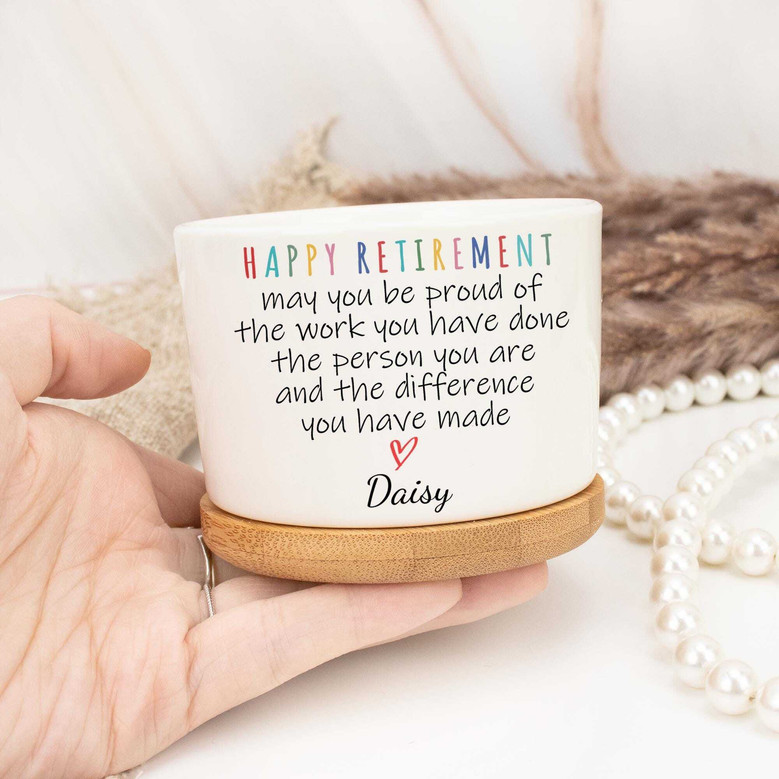 HAPPY RETIREMENT
may you be proud of
the work you have done
the person you are
and the difference
you have made
Daisy